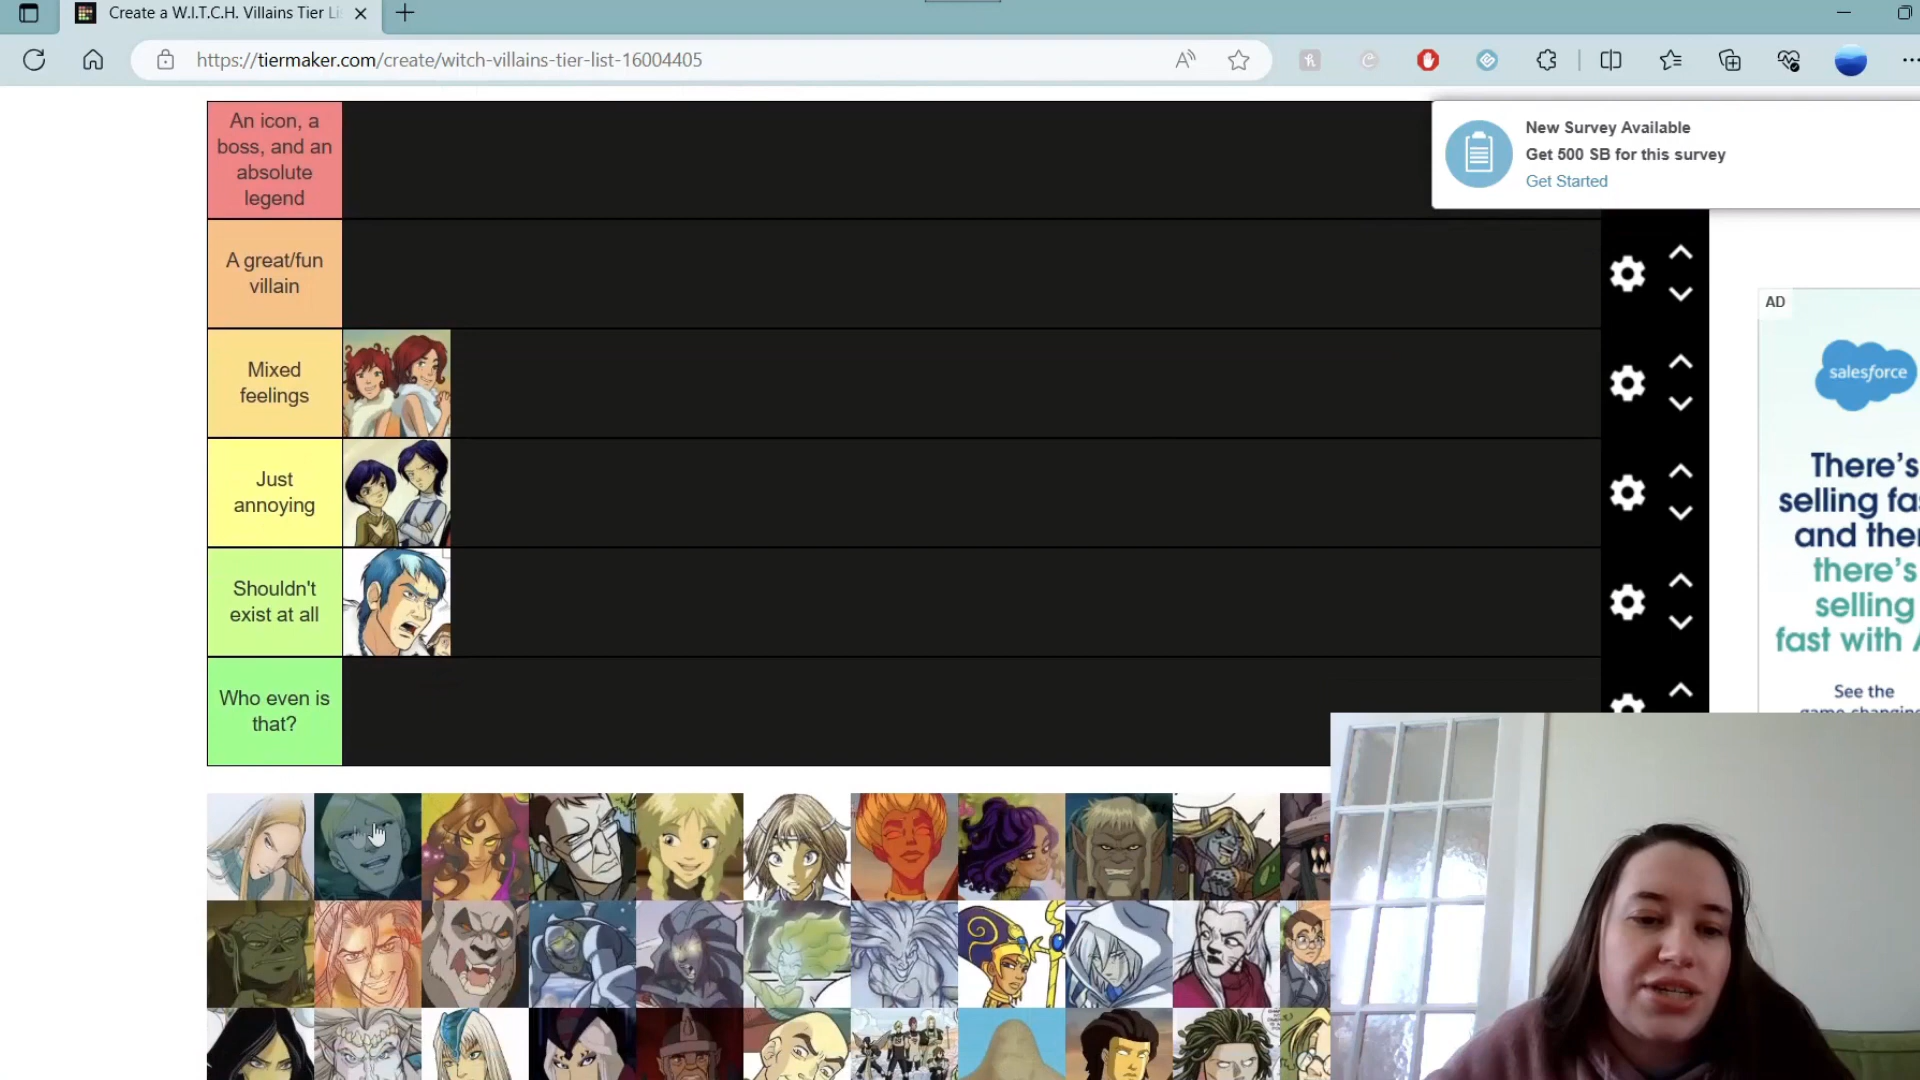 Create a W.I.T.C.H. Villains Tier Li
https://tiermaker.com/create/witch-villains-tier-list-16004405
An icon, a
boss, and an
absolute
legend
New Survey Available
Get 500 SB for this survey
Get Started
A great/fun
villain
AD
Mixed
feelings
salesforce
There's
selling fa
and the
there's
selling
fast with A
Just
annoying
Shouldn't
exist at all
Who even is
that?
See the
game-changing